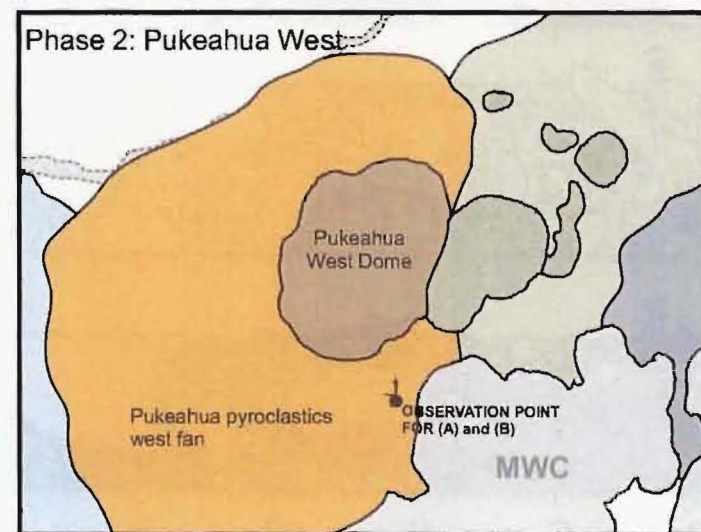 Phase 2: Pukeahua West
Pukeahua
West Dome
OBSERVATION POINT
FOR (A) and (B)
Pukeahua pyroclastics
west fan
MWC